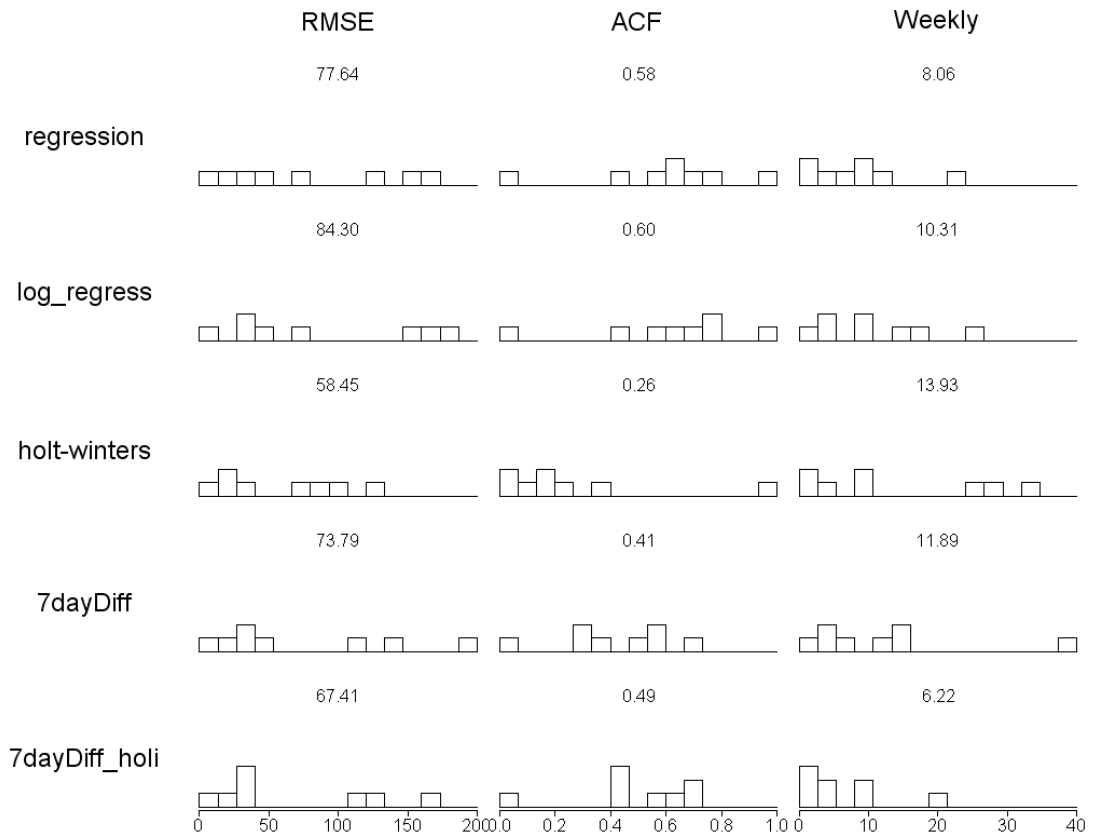 RMSE ACF Weekly
77.64 0.58 8.06
regression
84.30 0.60 10.31
log_regress
58.45 0.26 13.93
holt-winters
73.79 0.41 11.89
7dayDiff
67.41 0.49 6.22
7dayDiff_holi
0 50 100 150 200 0.0 0.2 0.4 0.6 0.8 1.0 0 10 20 30 40